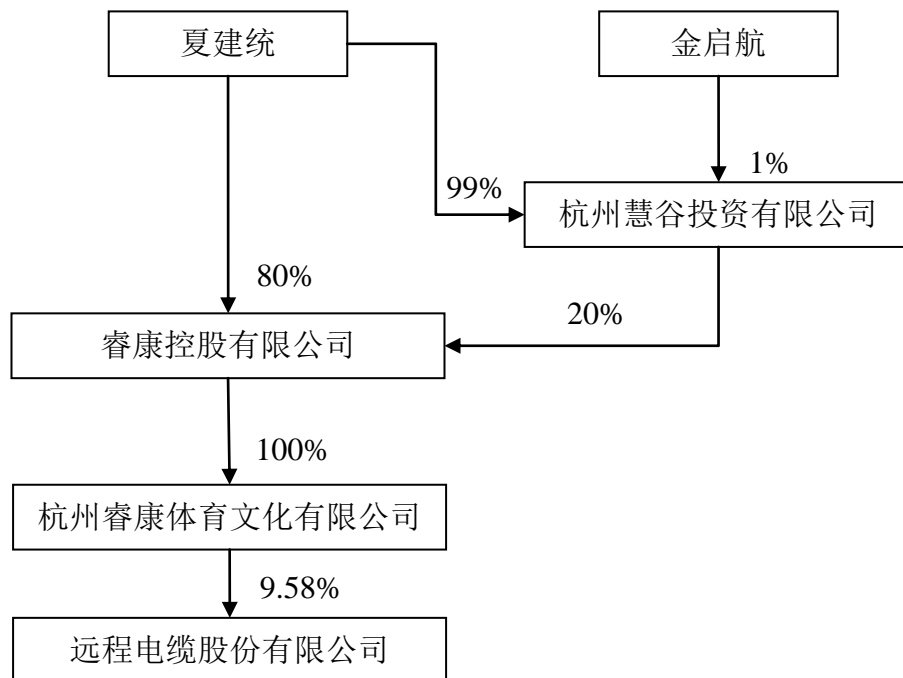 夏建统
金启航
1%
99%
杭州慧谷投资有限公司
80%
20%
睿康控股有限公司
100%
杭州睿康体育文化有限公司
9.58%
远程电缆股份有限公司